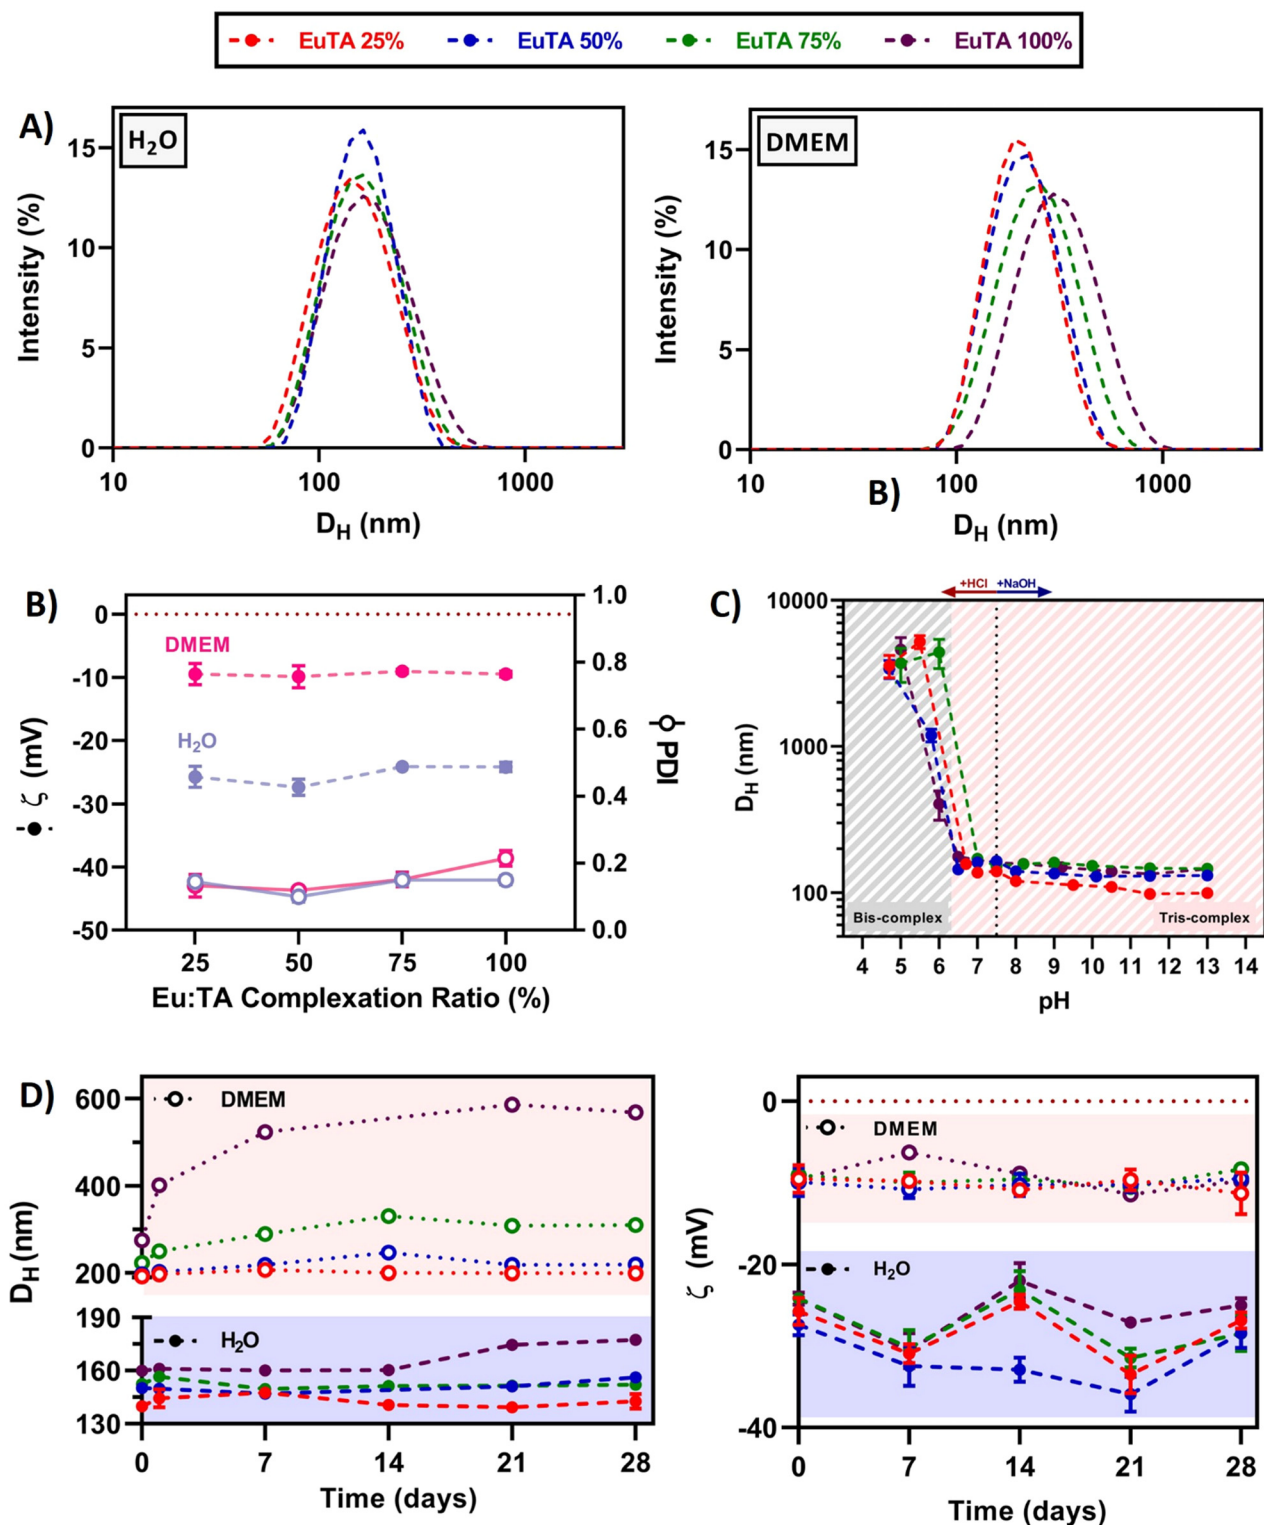 EuTA 25% EuTA 50% EuTA 75% EuTA 100%
A)
H₂O
Intensity (%)
15
10
5
0
10 100 1000
D_H (nm)
DMEM
Intensity (%)
15
10
5
0
10 100 1000
B)
D_H (nm)
B)
ζ (mV)
0
-10
-20
-30
-40
-50
DMEM
H₂O
1.0
0.8
0.6
0.4
0.2
0.0
PDI
25 50 75 100
Eu:TA Complexation Ratio (%)
C)
+HCl +NaOH
D_H (nm)
10000
1000
100
Bis-complex
Tris-complex
4 5 6 7 8 9 10 11 12 13 14
pH
D)
D_H (nm)
600
400
200
190
160
130
DMEM
H₂O
0 7 14 21 28
Time (days)
ζ (mV)
0
-20
-40
DMEM
H₂O
0 7 14 21 28
Time (days)